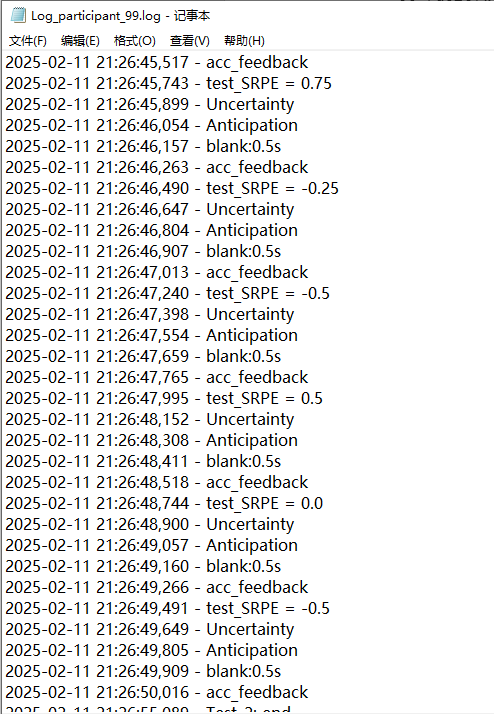 Log_participant_99.log - 记事本
文件(F) 编辑(E) 格式(O) 查看(V) 帮助(H)
2025-02-11 21:26:45,517 - acc_feedback
2025-02-11 21:26:45,743 - test_SRPE = 0.75
2025-02-11 21:26:45,899 - Uncertainty
2025-02-11 21:26:46,054 - Anticipation
2025-02-11 21:26:46,157 - blank:0.5s
2025-02-11 21:26:46,263 - acc_feedback
2025-02-11 21:26:46,490 - test_SRPE = -0.25
2025-02-11 21:26:46,647 - Uncertainty
2025-02-11 21:26:46,804 - Anticipation
2025-02-11 21:26:46,907 - blank:0.5s
2025-02-11 21:26:47,013 - acc_feedback
2025-02-11 21:26:47,240 - test_SRPE = -0.5
2025-02-11 21:26:47,398 - Uncertainty
2025-02-11 21:26:47,554 - Anticipation
2025-02-11 21:26:47,659 - blank:0.5s
2025-02-11 21:26:47,765 - acc_feedback
2025-02-11 21:26:47,995 - test_SRPE = 0.5
2025-02-11 21:26:48,152 - Uncertainty
2025-02-11 21:26:48,308 - Anticipation
2025-02-11 21:26:48,411 - blank:0.5s
2025-02-11 21:26:48,518 - acc_feedback
2025-02-11 21:26:48,744 - test_SRPE = 0.0
2025-02-11 21:26:48,900 - Uncertainty
2025-02-11 21:26:49,057 - Anticipation
2025-02-11 21:26:49,160 - blank:0.5s
2025-02-11 21:26:49,266 - acc_feedback
2025-02-11 21:26:49,491 - test_SRPE = -0.5
2025-02-11 21:26:49,649 - Uncertainty
2025-02-11 21:26:49,805 - Anticipation
2025-02-11 21:26:49,909 - blank:0.5s
2025-02-11 21:26:50,016 - acc_feedback